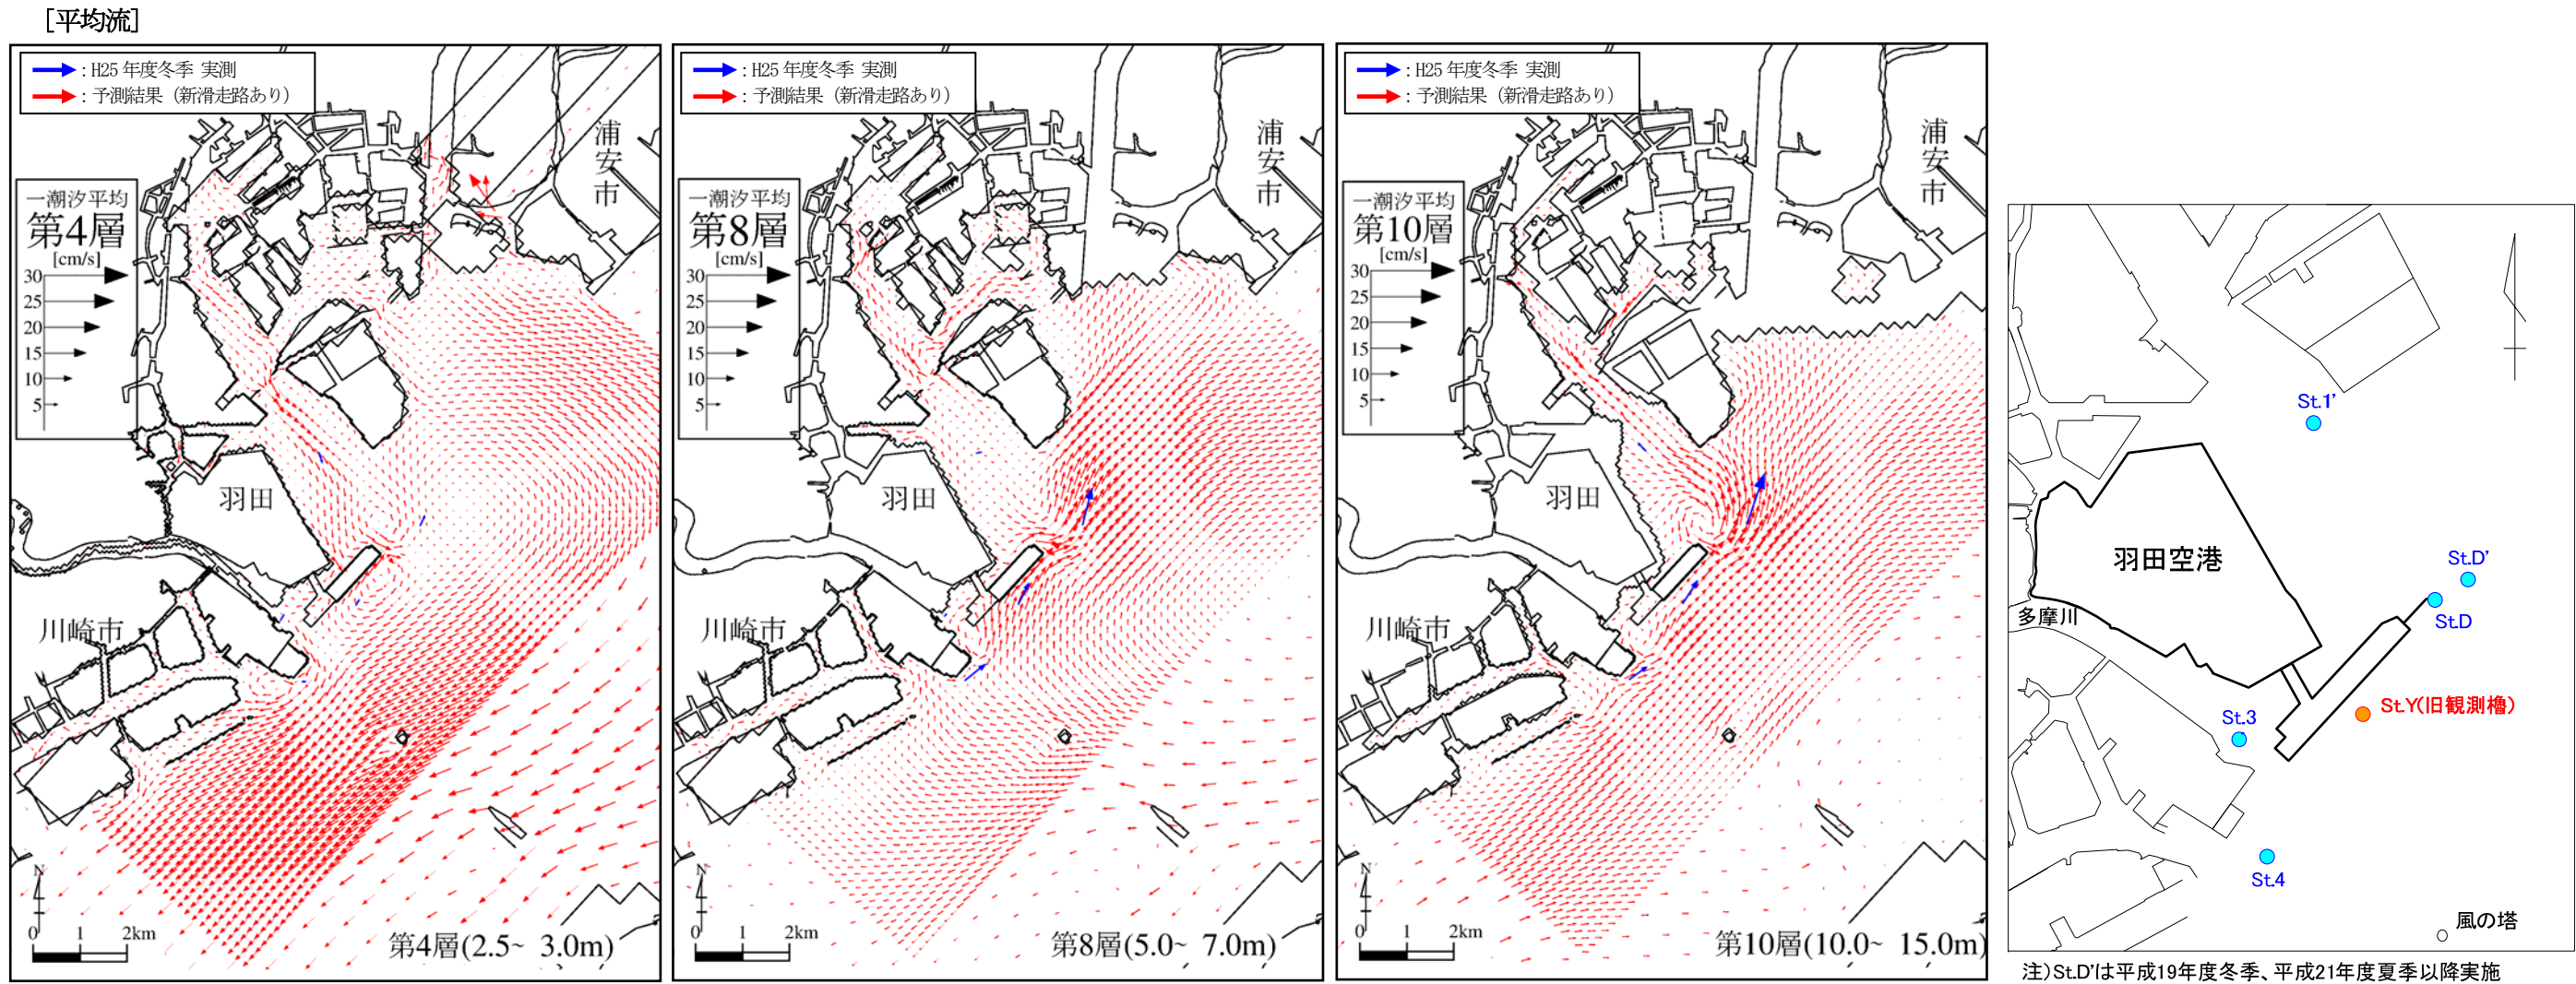 [平均流]
: H25 年度冬季 実測
: 予測結果 (新滑走路あり)
浦安市
一潮汐平均
第4層
[cm/s]
30
25
20
15
10
5
羽田
川崎市
N
0 1 2km
第4層(2.5~ 3.0m)
: H25 年度冬季 実測
: 予測結果 (新滑走路あり)
浦安市
一潮汐平均
第8層
[cm/s]
30
25
20
15
10
5
羽田
川崎市
N
0 1 2km
第8層(5.0~ 7.0m)
: H25 年度冬季 実測
: 予測結果 (新滑走路あり)
浦安市
一潮汐平均
第10層
[cm/s]
30
25
20
15
10
5
羽田
川崎市
N
0 1 2km
第10層(10.0~ 15.0m)
St.1'
St.D'
羽田空港
多摩川
St.D
St.Y(旧観測櫓)
St.3
St.4
風の塔
注)St.D'は平成19年度冬季、平成21年度夏季以降実施